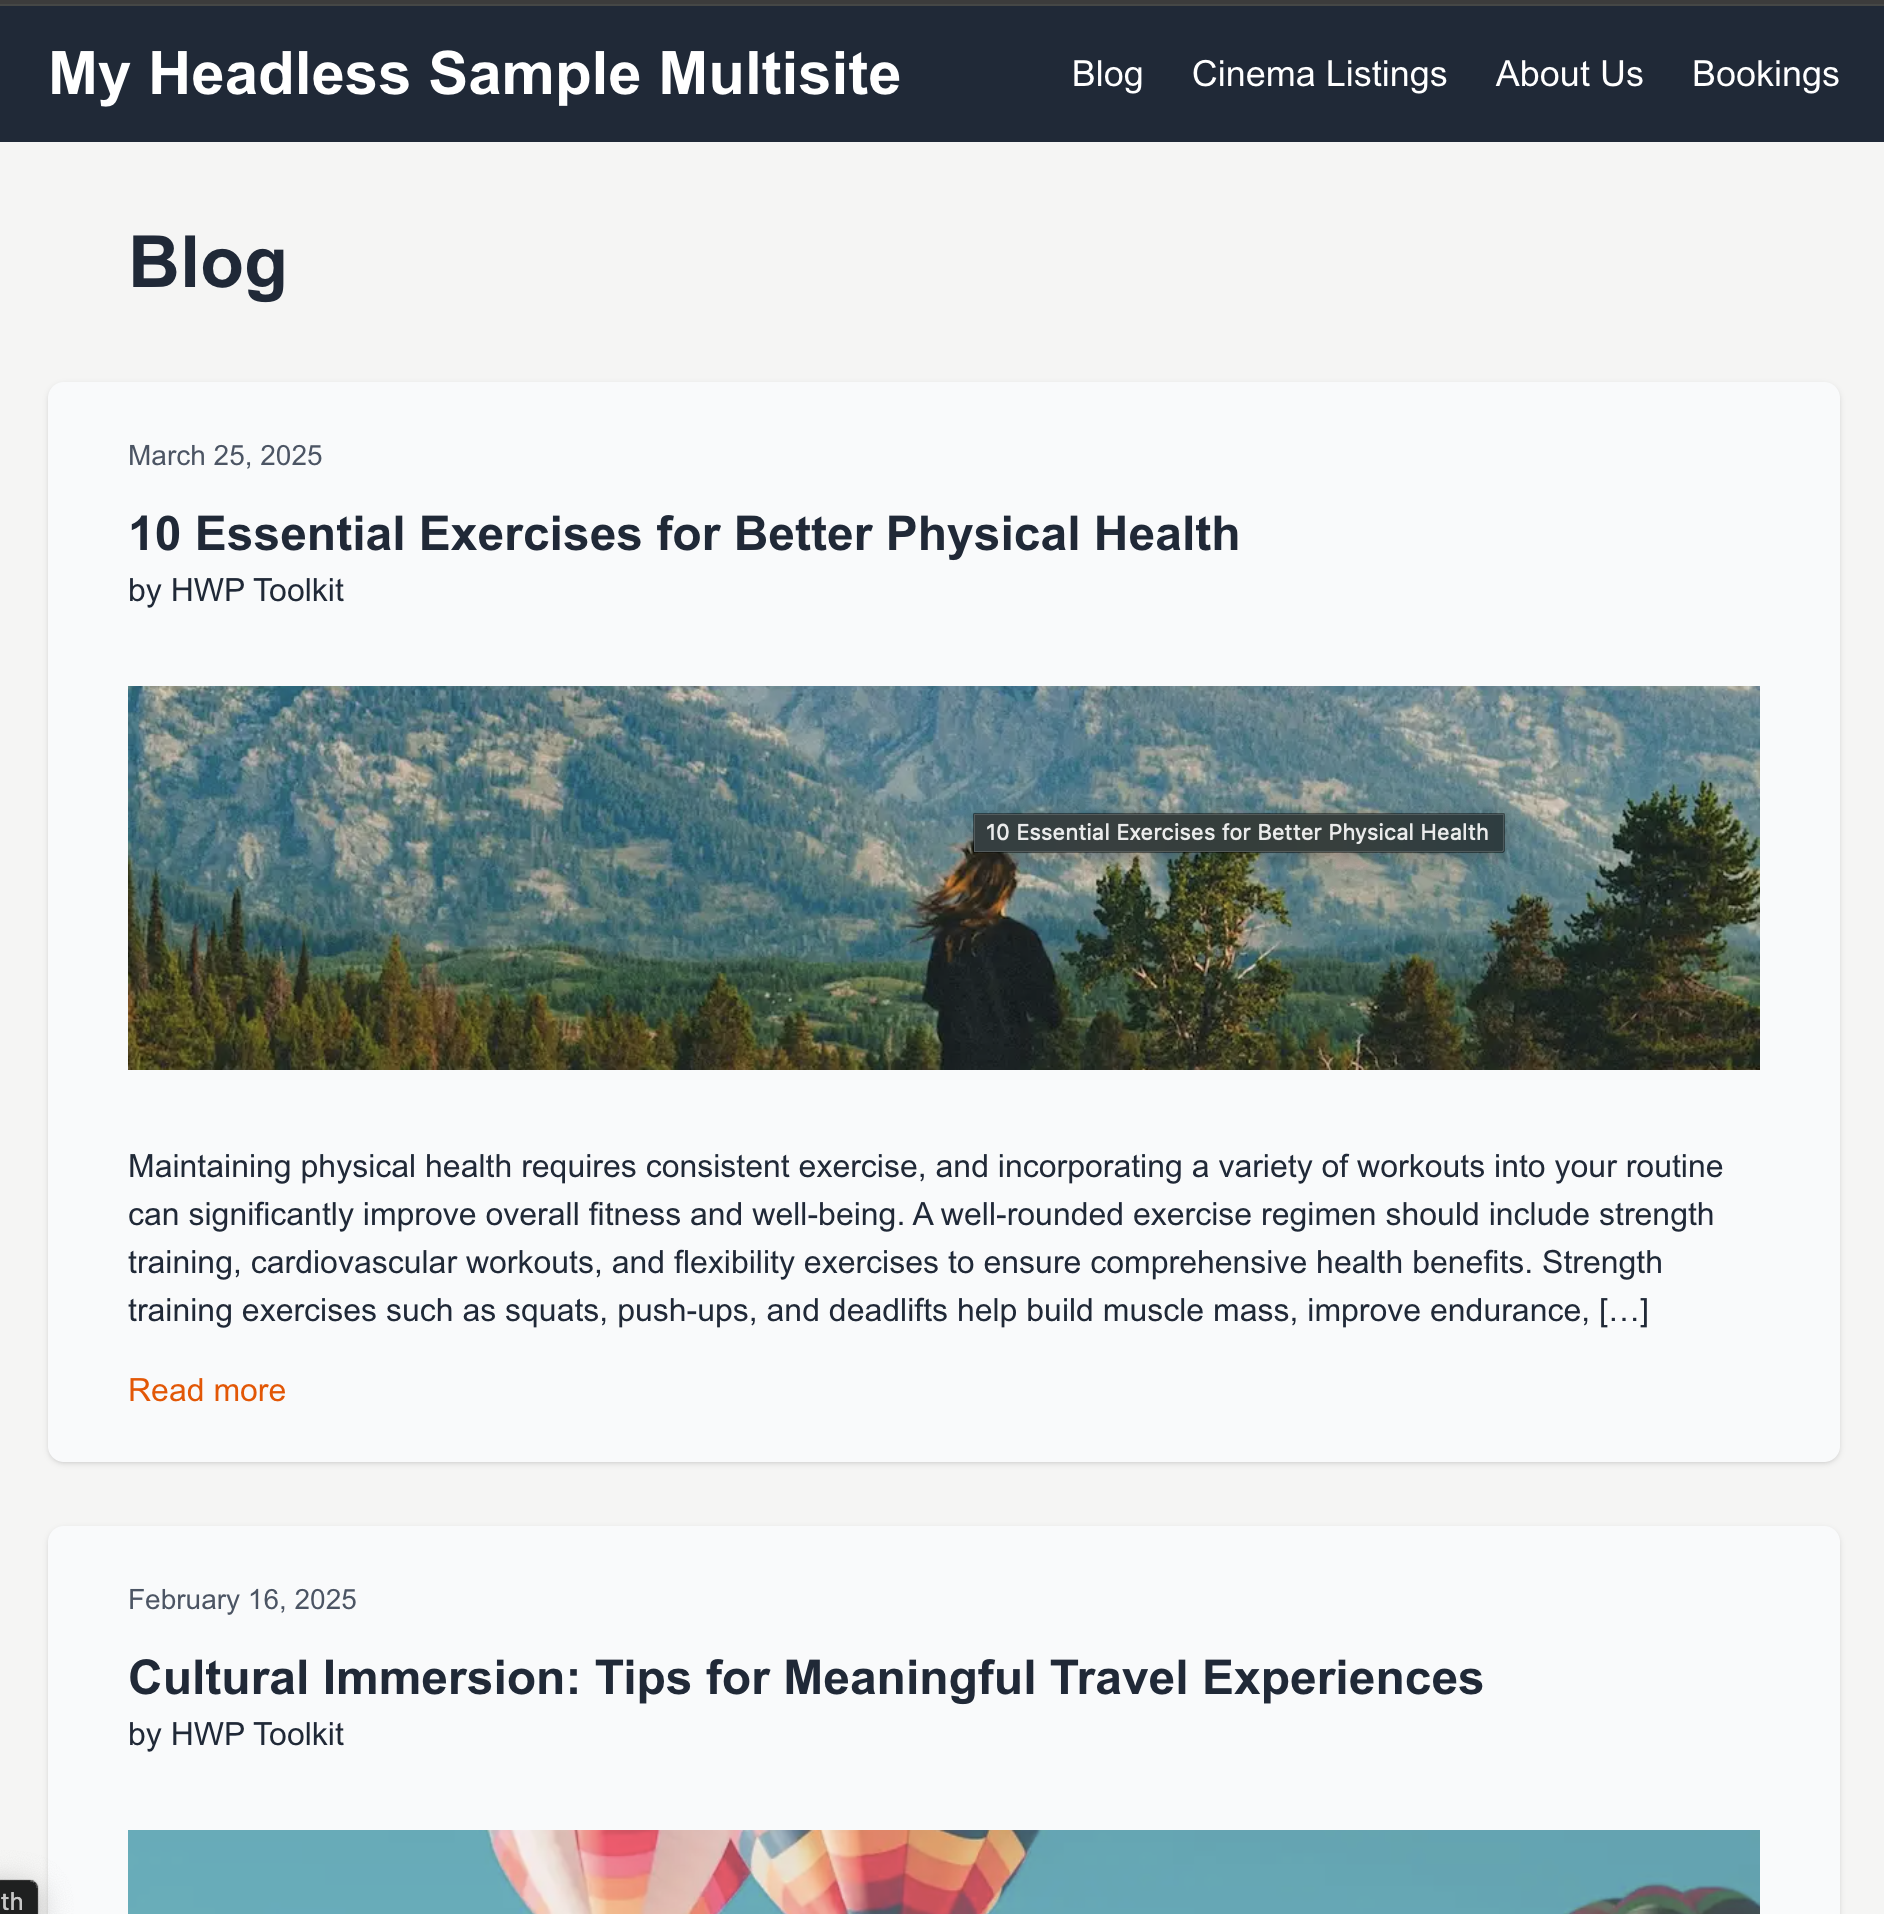 My Headless Sample Multisite
Blog
Cinema Listings
About Us
Bookings
Blog
March 25, 2025
10 Essential Exercises for Better Physical Health
by HWP Toolkit
10 Essential Exercises for Better Physical Health
Maintaining physical health requires consistent exercise, and incorporating a variety of workouts into your routine
can significantly improve overall fitness and well-being. A well-rounded exercise regimen should include strength
training, cardiovascular workouts, and flexibility exercises to ensure comprehensive health benefits. Strength
training exercises such as squats, push-ups, and deadlifts help build muscle mass, improve endurance, […]
Read more
February 16, 2025
Cultural Immersion: Tips for Meaningful Travel Experiences
by HWP Toolkit
th